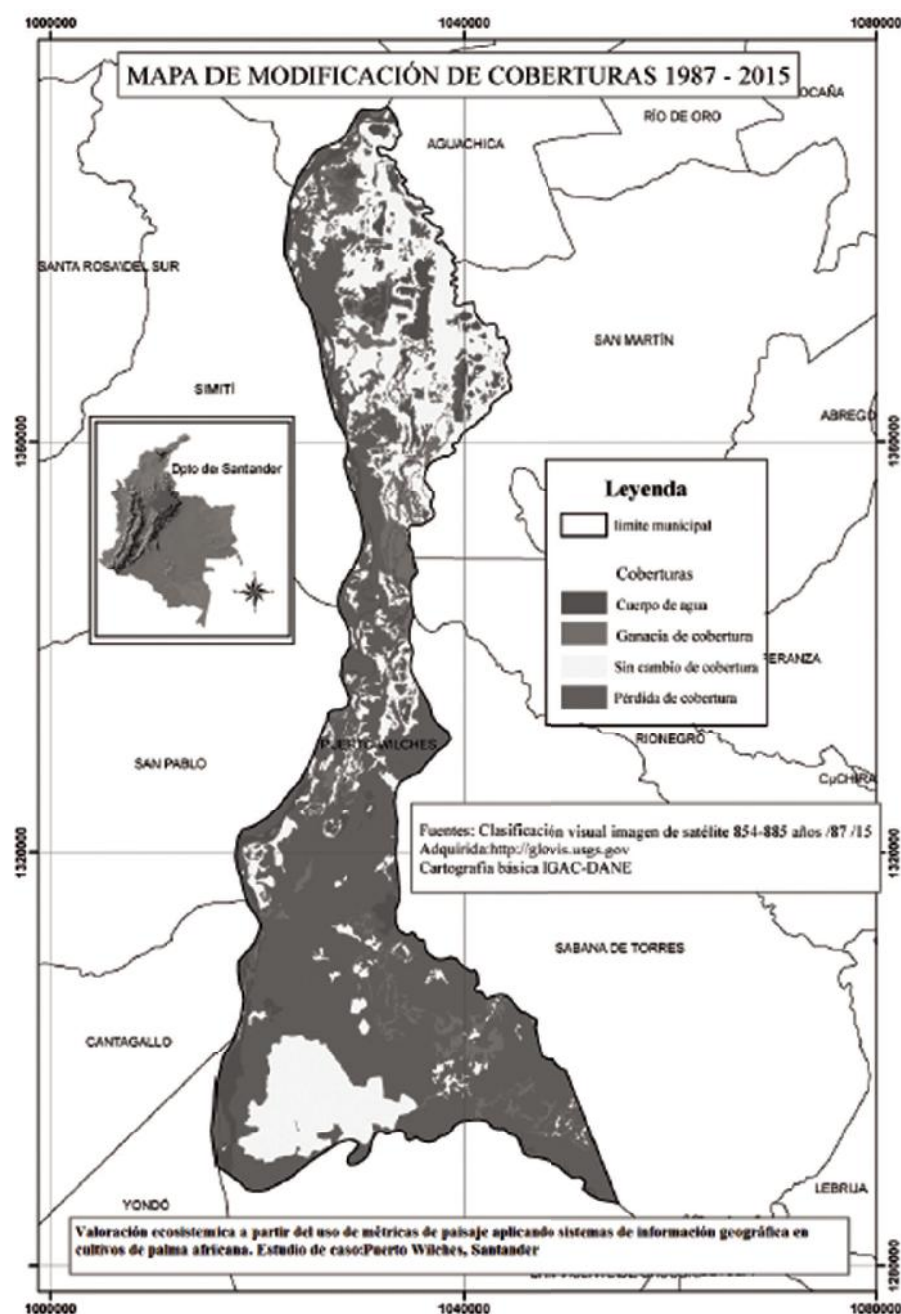 1000000
1040000
1080000
MAPA DE MODIFICACIÓN DE COBERTURAS 1987 - 2015
OCAÑA
RÍO DE ORO
AGUACHICA
SANTA ROSA DEL SUR
SAN MARTÍN
SIMITÍ
ABREGO
1360000
1360000
Dpto de Santander
Leyenda
límite municipal
Coberturas
Cuerpo de agua
Ganacia de cobertura
Sin cambio de cobertura
Pérdida de cobertura
PERANZA
RIONEGRO
PUERTO WILCHES
SAN PABLO
CµCHIRA
Fuentes: Clasificación visual imagen de satélite 854-885 años /87 /15
Adquirida:http://glovis.usgs.gov
Cartografía básica IGAC-DANE
1320000
1320000
SABANA DE TORRES
CANTAGALLO
YONDÓ
LEBRIJA
Valoración ecosistemica a partir del uso de métricas de paisaje aplicando sistemas de información geográfica en
cultivos de palma africana. Estudio de caso:Puerto Wilches, Santander
1280000
1000000
1040000
1080000